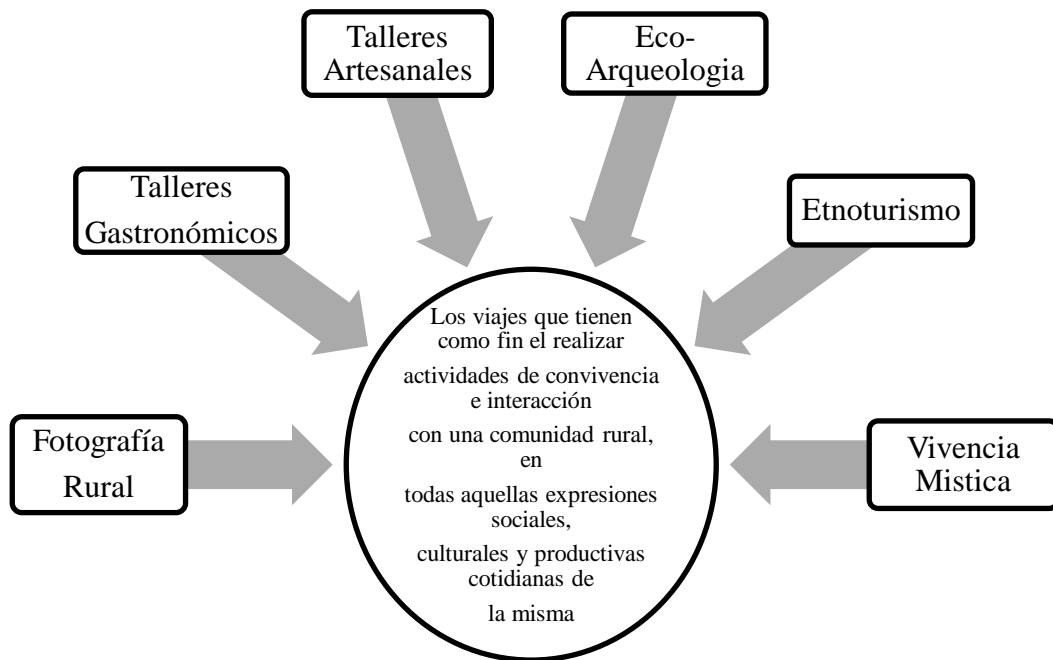 Talleres
Artesanales
Eco-
Arqueologia
Talleres
Gastronómicos
Etnoturismo
Fotografía
Rural
Los viajes que tienen
como fin el realizar
actividades de convivencia
e interacción
con una comunidad rural,
en
todas aquellas expresiones
sociales,
culturales y productivas
cotidianas de
la misma
Vivencia
Mistica